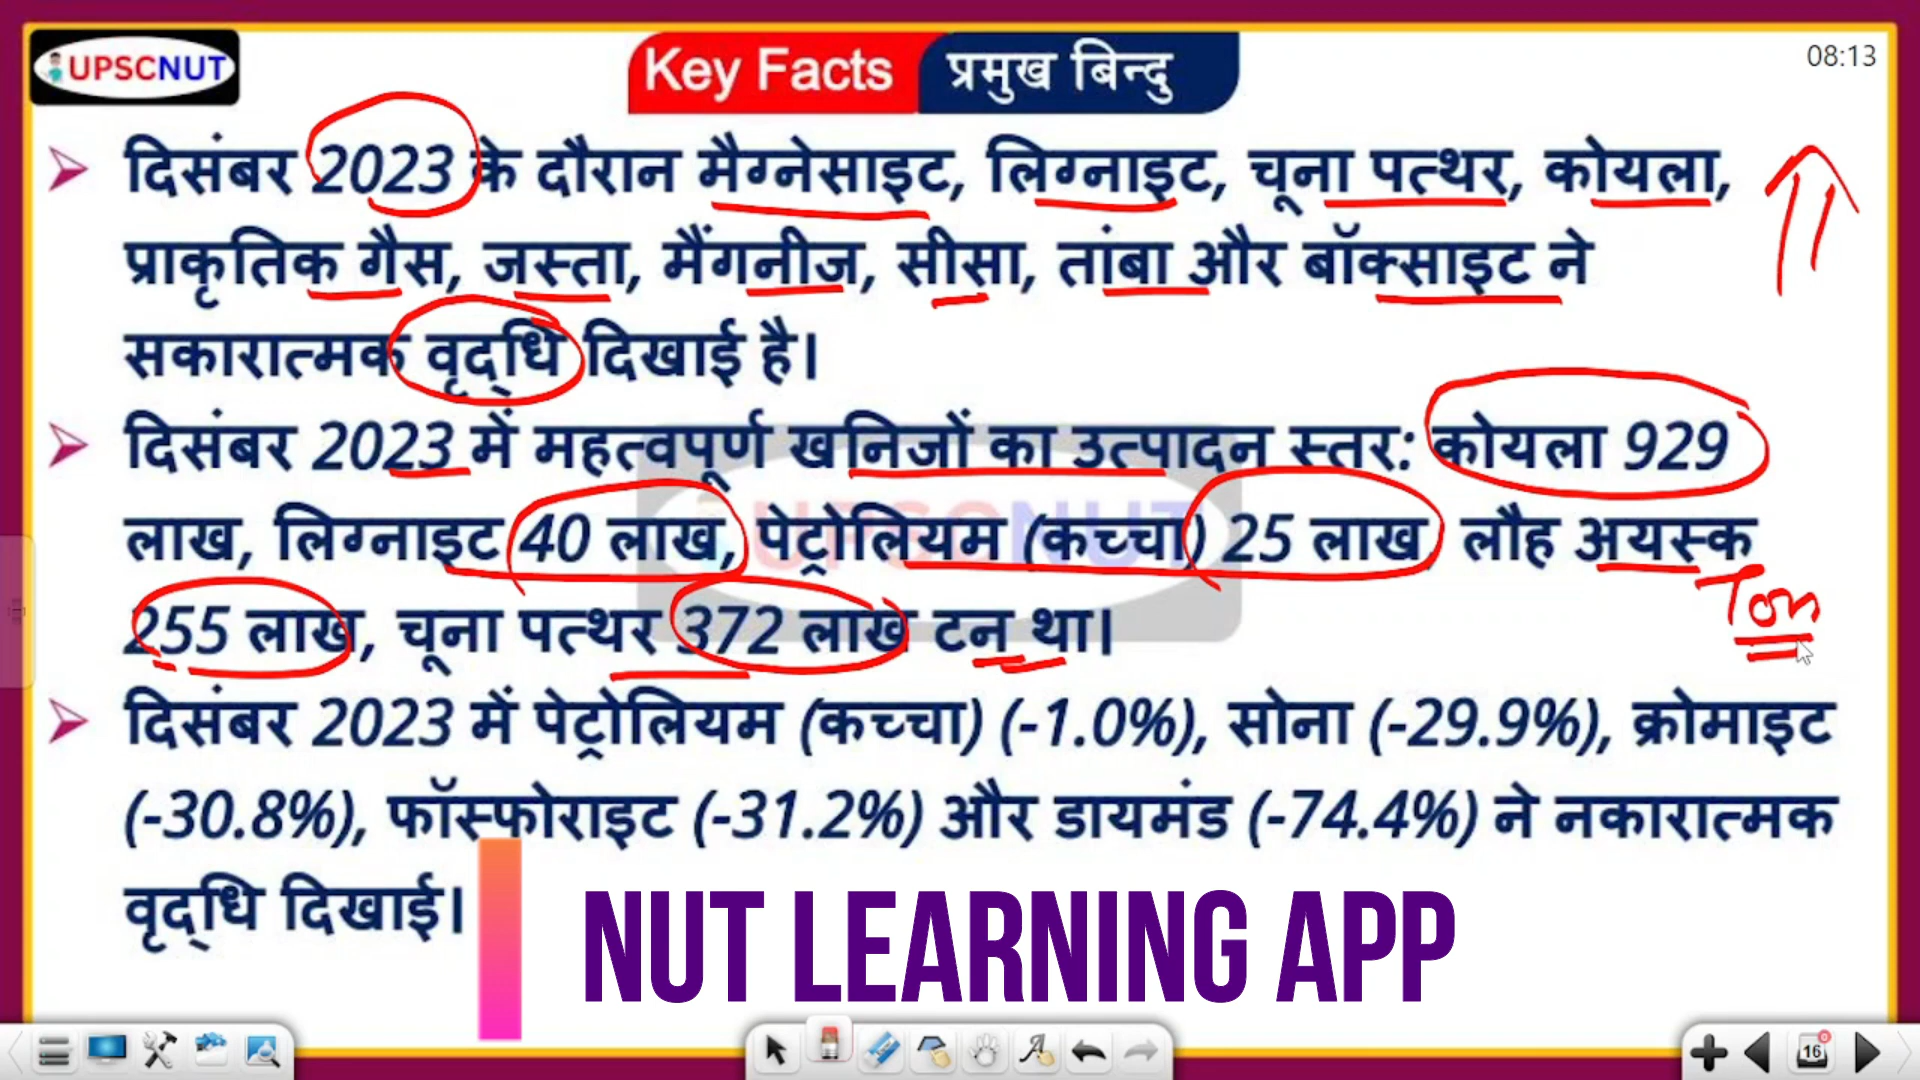 UPSCNUT
Key Facts प्रमुख बिन्दु
08:13
दिसंबर 2023 के दौरान मैग्नेसाइट, लिग्नाइट, चूना पत्थर, कोयला,
प्राकृतिक गैस, जस्ता, मैंगनीज, सीसा, तांबा और बॉक्साइट ने
सकारात्मक वृद्धि दिखाई है।
दिसंबर 2023 में महत्वपूर्ण खनिजों का उत्पादन स्तर: कोयला 929
लाख, लिग्नाइट 40 लाख, पेट्रोलियम (कच्चा) 25 लाख, लौह अयस्क
255 लाख, चूना पत्थर 372 लाख टन था।
Ton
दिसंबर 2023 में पेट्रोलियम (कच्चा) (-1.0%), सोना (-29.9%), क्रोमाइट
(-30.8%), फॉस्फोराइट (-31.2%) और डायमंड (-74.4%) ने नकारात्मक
वृद्धि दिखाई।
UPSCNUT
NUT LEARNING APP
16
0